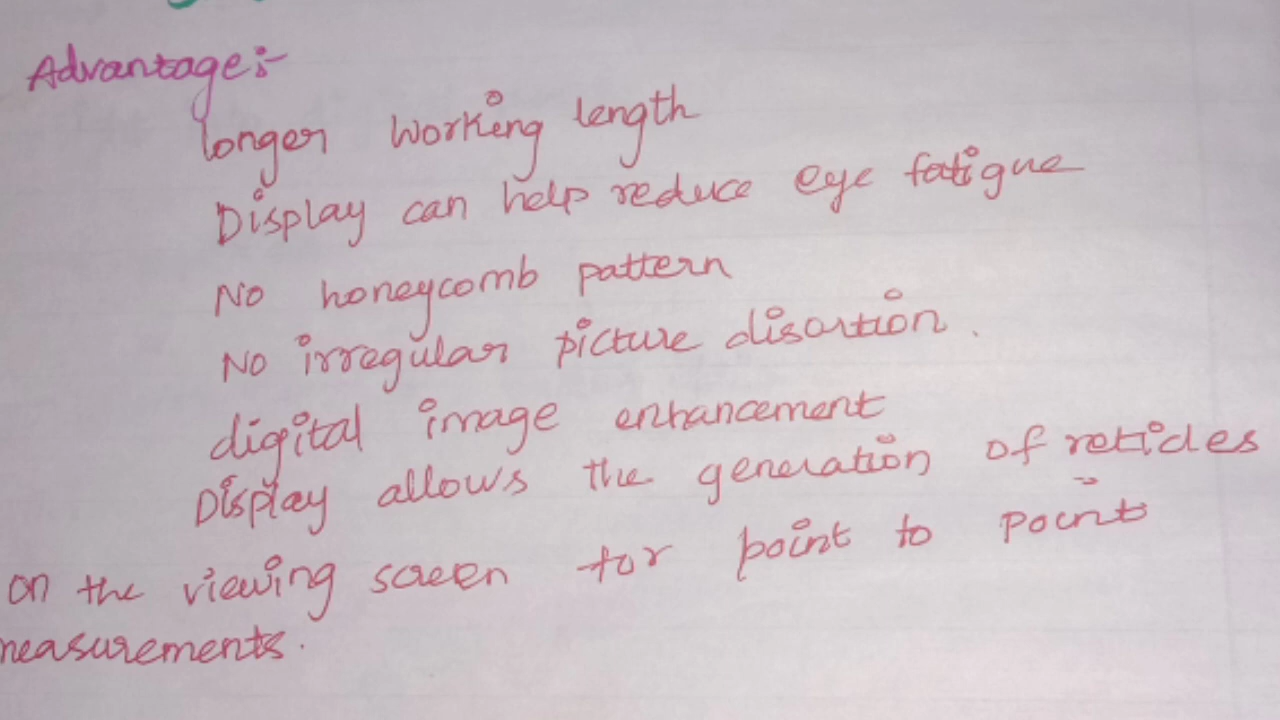 Advantage:-
longer working length
Display can help reduce eye fatigue
No honeycomb pattern
No irregular picture disortion.
digital image enhancement
Display allows the generation of reticles
on the viewing screen for point to point
measurements.